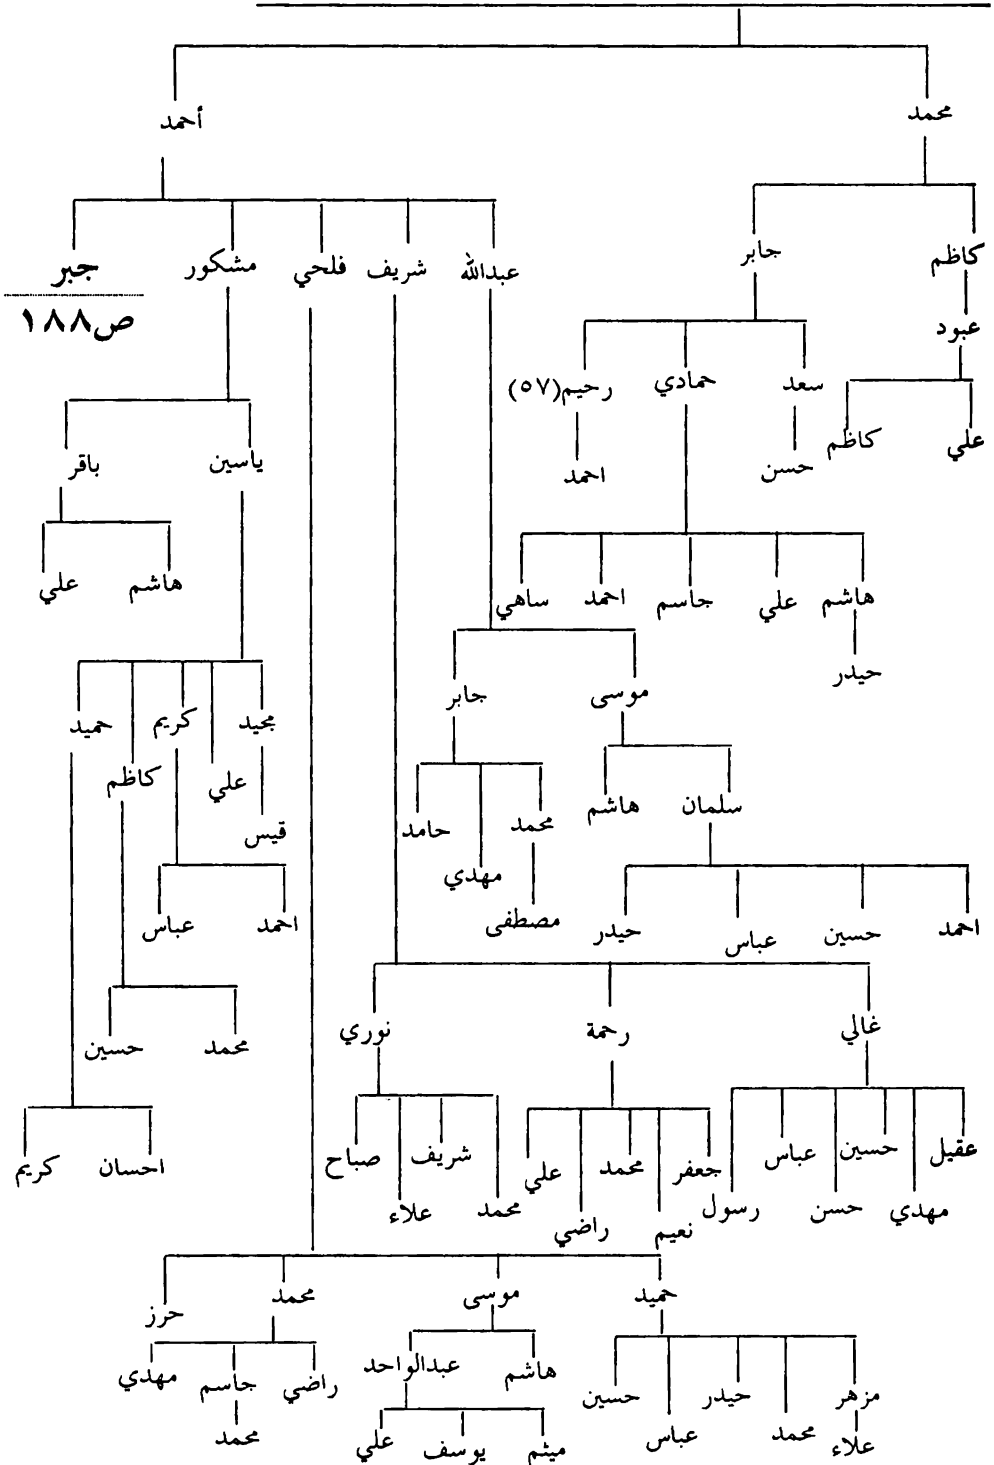 محمد أحمد
كاظم جابر عبدالله شريف فلحي مشكور جبر
ص١٨٨
عبود
سعد حمادي رحيم(٥٧)
علي كاظم
ياسين باقر
حسن احمد
هاشم علي
هاشم علي جاسم احمد ساهي
حيدر
موسى جابر
مجيد كريم حميد
علي كاظم
سلمان هاشم
محمد حامد
قيس
مهدي
مصطفى
احمد حسين عباس حيدر
احمد عباس
غالي رحمة نوري
محمد حسين
عقيل حسين عباس
جعفر محمد علي
شريف صباح
احسان كريم
مهدي حسن رسول
نعيم راضي
محمد علاء
حميد موسى محمد حرز
هاشم عبدالواحد
راضي جاسم مهدي
مزهر حيدر حسين
محمد عباس
علاء
ميثم يوسف علي
محمد